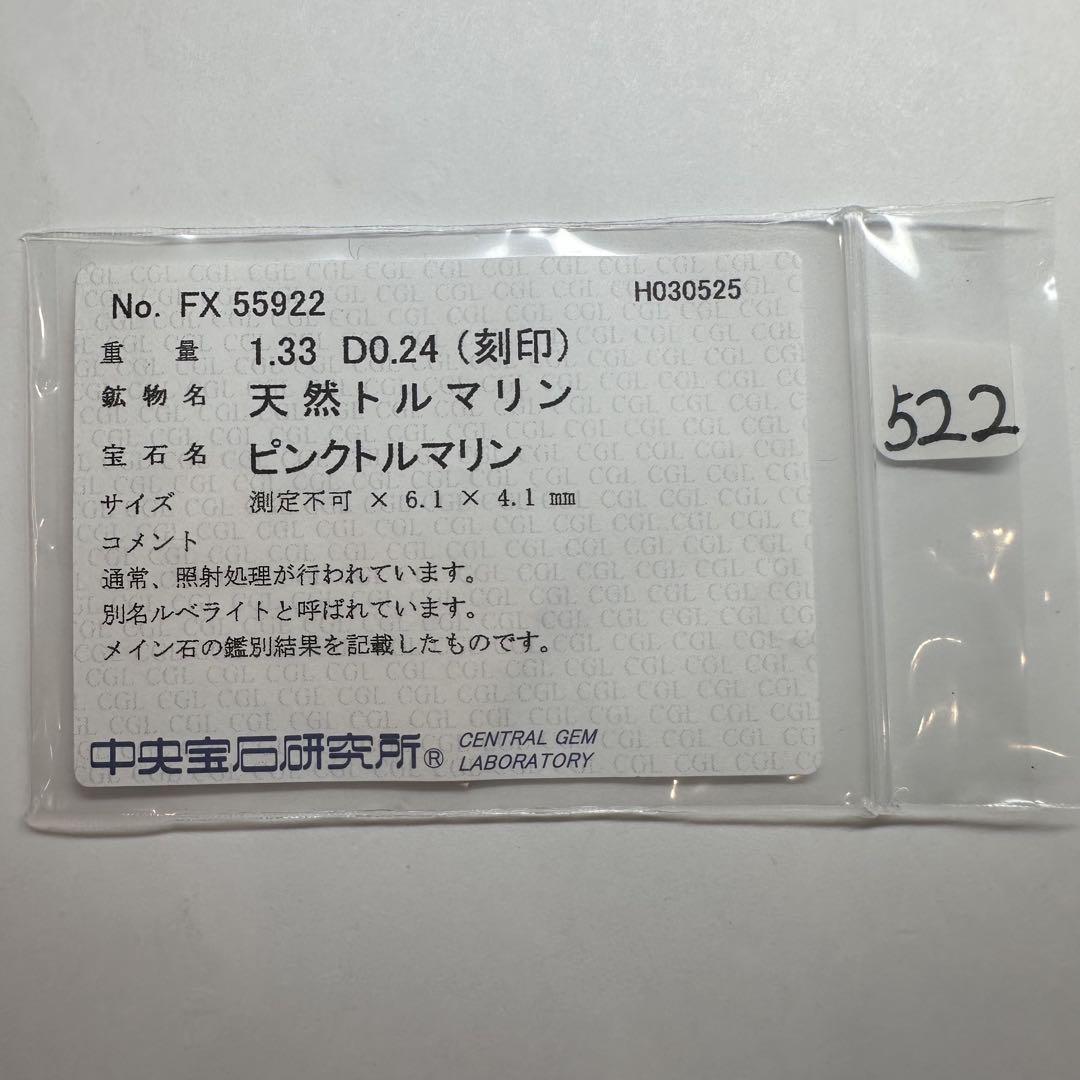 No. FX 55922
H030525
重量 1.33 D0.24 (刻印)
鉱物名 天然トルマリン
宝石名 ピンクトルマリン
サイズ 測定不可 × 6.1 × 4.1 mm
コメント
通常、照射処理が行われています。
別名ルベライトと呼ばれています。
メイン石の鑑別結果を記載したものです。
中央宝石研究所® CENTRAL GEM LABORATORY
522